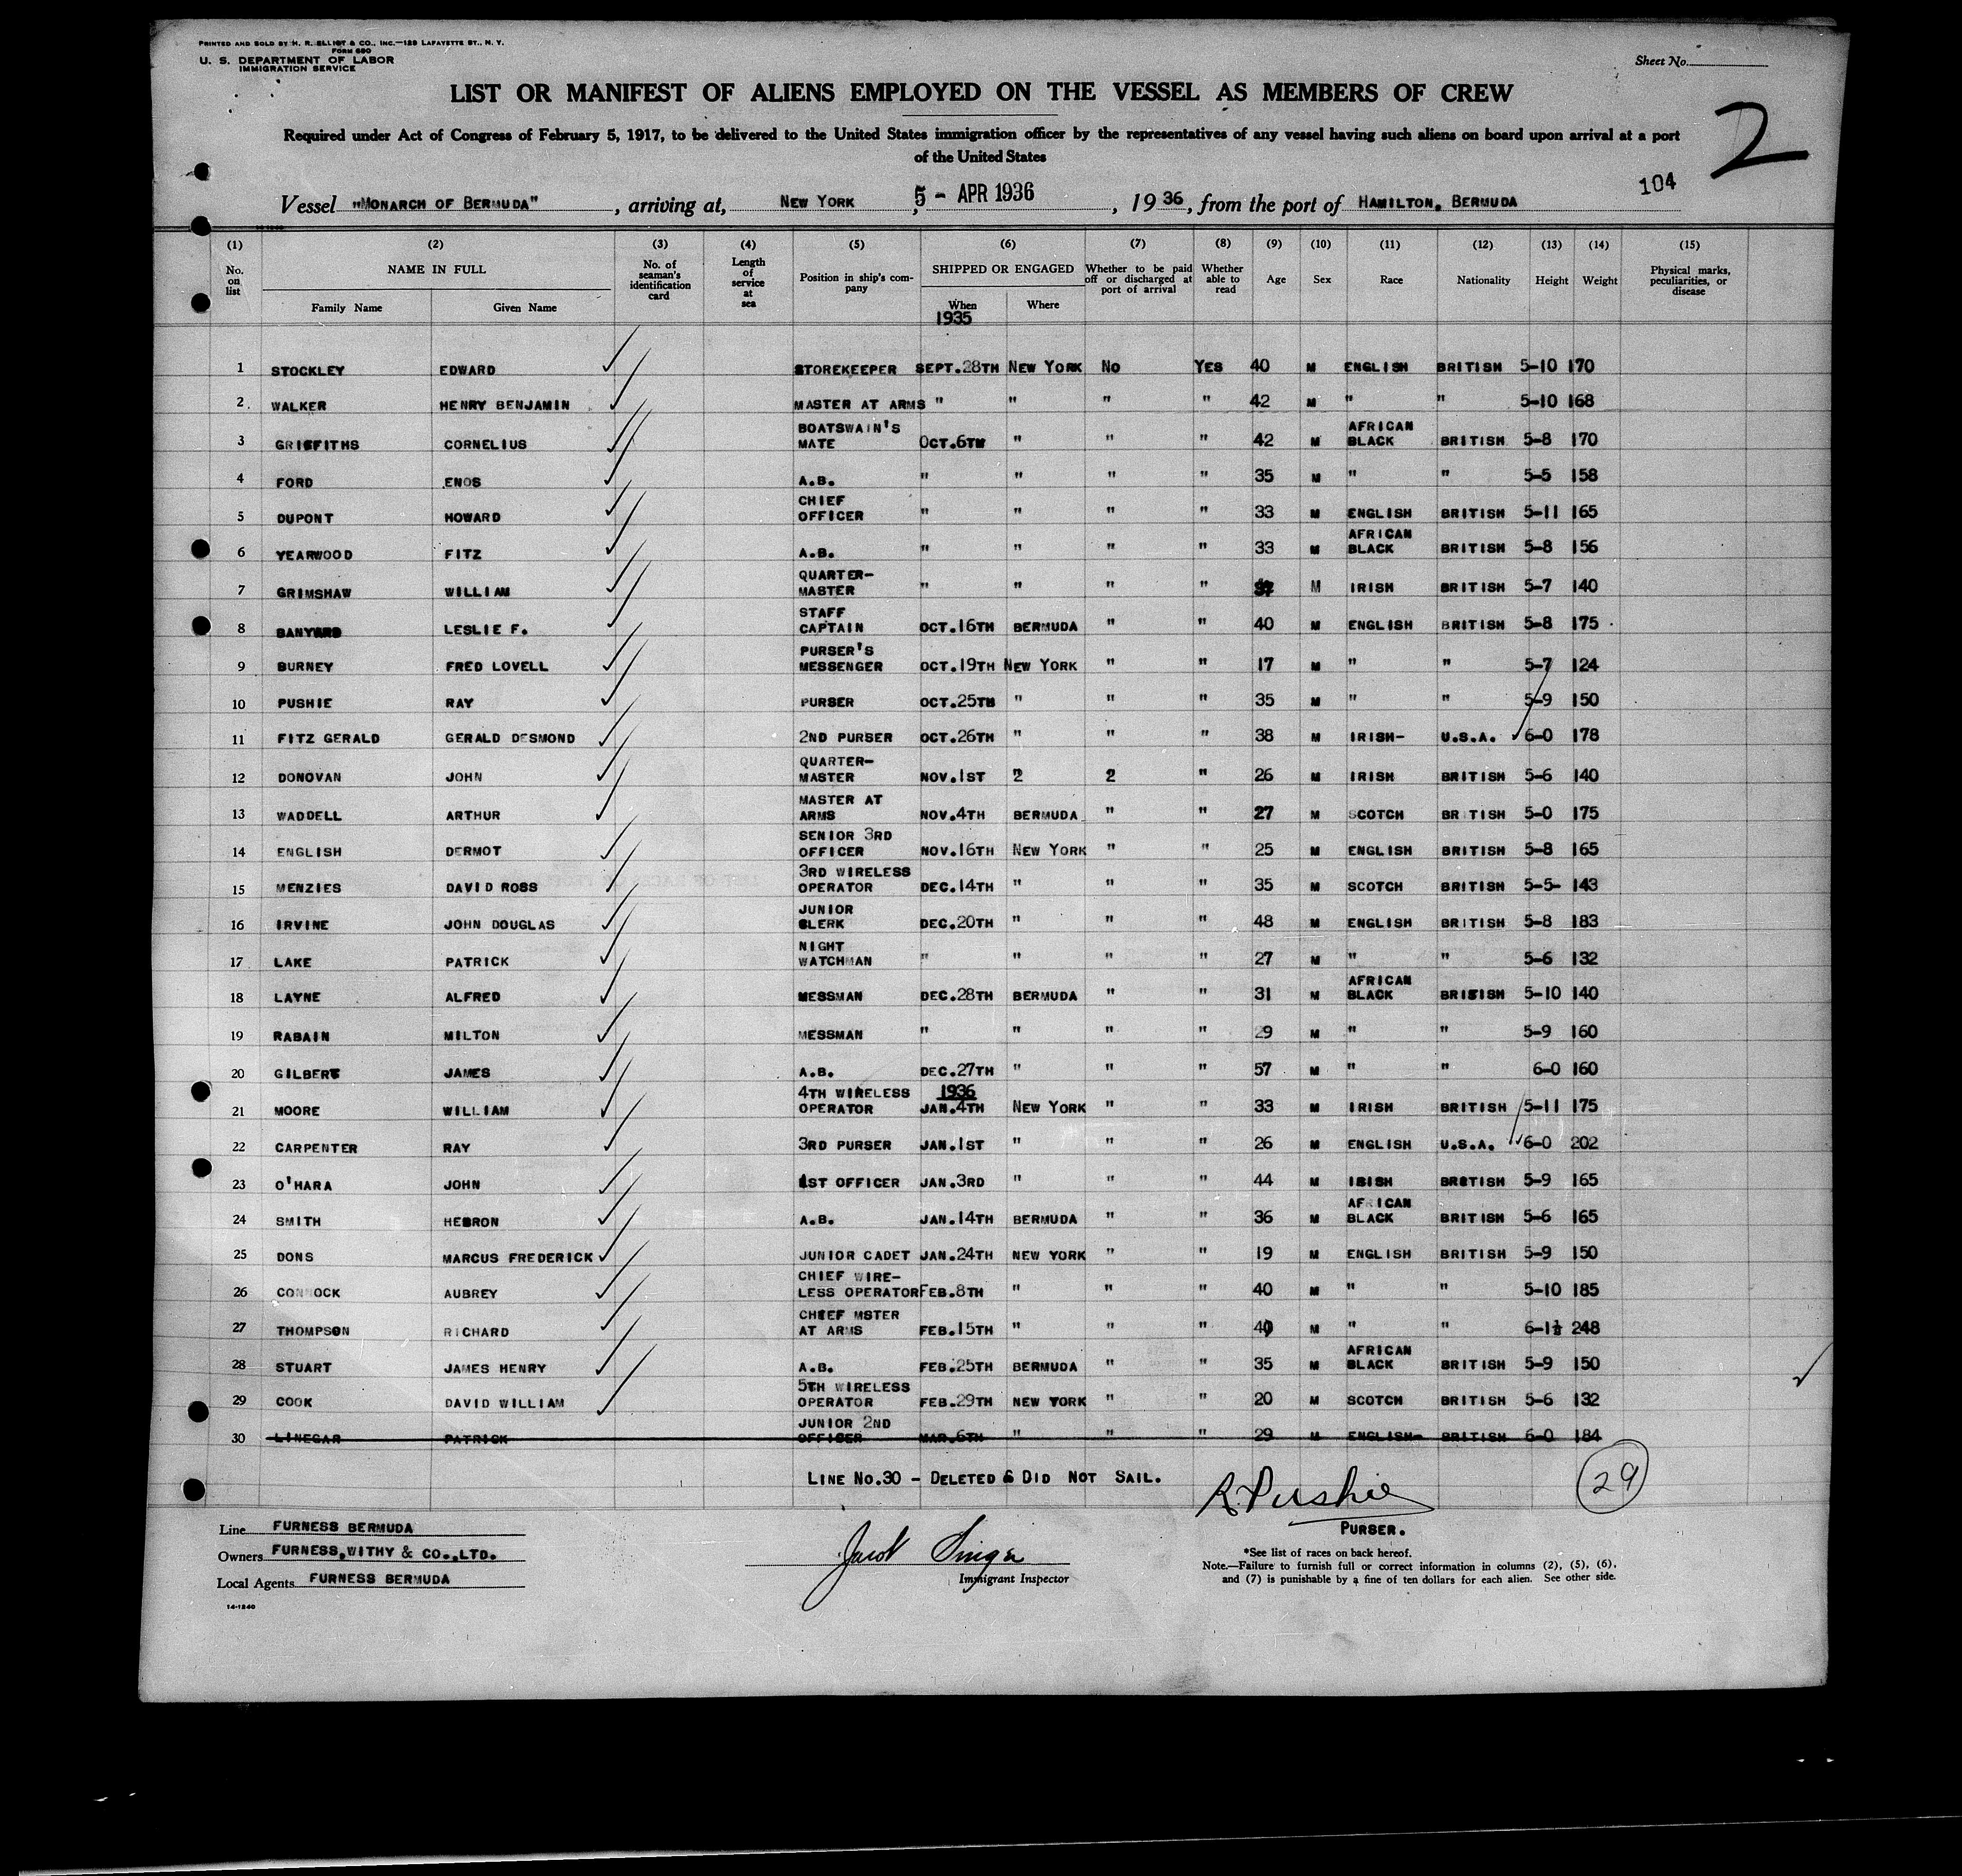 PRINTED AND SOLD BY H. R. ELLIOT & CO., INC.—129 LAFAYETTE ST., N. Y.
FORM 680
U. S. DEPARTMENT OF LABOR
IMMIGRATION SERVICE
Sheet No.
LIST OR MANIFEST OF ALIENS EMPLOYED ON THE VESSEL AS MEMBERS OF CREW
2
Required under Act of Congress of February 5, 1917, to be delivered to the United States immigration officer by the representatives of any vessel having such aliens on board upon arrival at a port
of the United States
104
Vessel "MONARCH OF BERMUDA", arriving at, NEW YORK, 5 - APR 1936, 1936, from the port of HAMILTON, BERMUDA
(1) (2) (3) (4) (5) (6) (7) (8) (9) (10) (11) (12) (13) (14) (15)
No. on list NAME IN FULL Family Name Given Name No. of seaman's identification card Length of service at sea Position in ship's company SHIPPED OR ENGAGED When Where Whether to be paid off or discharged at port of arrival Whether able to read Age Sex Race Nationality Height Weight Physical marks, peculiarities, or disease
1935
1 STOCKLEY EDWARD STOREKEEPER SEPT.28TH NEW YORK NO YES 40 M ENGLISH BRITISH 5-10 170
2 WALKER HENRY BENJAMIN MASTER AT ARMS " " " " 42 M " " 5-10 168
3 GRIFFITHS CORNELIUS BOATSWAIN'S MATE OCT.6TH " " " 42 M AFRICAN BLACK BRITISH 5-8 170
4 FORD ENOS A.B. " " " " 35 M " " 5-5 158
5 DUPONT HOWARD CHIEF OFFICER " " " " 33 M ENGLISH BRITISH 5-11 165
6 YEARWOOD FITZ A.B. " " " " 33 M AFRICAN BLACK BRITISH 5-8 156
7 GRIMSHAW WILLIAM QUARTER-MASTER " " " " M IRISH BRITISH 5-7 140
8 BANYARD LESLIE F. STAFF CAPTAIN OCT.16TH BERMUDA " " 40 M ENGLISH BRITISH 5-8 175
9 BURNEY FRED LOVELL PURSER'S MESSENGER OCT.19TH NEW YORK " " 17 M " " 5-7 124
10 PUSHIE RAY PURSER OCT.25TH " " " 35 M " " 5-9 150
11 FITZ GERALD GERALD DESMOND 2ND PURSER OCT.26TH " " " 38 M IRISH- U.S.A. 6-0 178
12 DONOVAN JOHN QUARTER-MASTER NOV.1ST 2 2 " 26 M IRISH BRITISH 5-6 140
13 WADDELL ARTHUR MASTER AT ARMS NOV.4TH BERMUDA " " 27 M SCOTCH BRITISH 5-0 175
14 ENGLISH DERMOT SENIOR 3RD OFFICER NOV.16TH NEW YORK " " 25 M ENGLISH BRITISH 5-8 165
15 MENZIES DAVID ROSS 3RD WIRELESS OPERATOR DEC.14TH " " " 35 M SCOTCH BRITISH 5-5- 143
16 IRVINE JOHN DOUGLAS JUNIOR CLERK DEC.20TH " " " 48 M ENGLISH BRITISH 5-8 183
17 LAKE PATRICK NIGHT WATCHMAN " " " " 27 M " " 5-6 132
18 LAYNE ALFRED MESSMAN DEC.28TH BERMUDA " " 31 M AFRICAN BLACK BRISISH 5-10 140
19 RABAIN MILTON MESSMAN " " " " 29 M " " 5-9 160
20 GILBERT JAMES A.B. DEC.27TH " " " 57 M " " 6-0 160
1936
21 MOORE WILLIAM 4TH WIRELESS OPERATOR JAN.4TH NEW YORK " " 33 M IRISH BRITISH 5-11 175
22 CARPENTER RAY 3RD PURSER JAN.1ST " " " 26 M ENGLISH U.S.A. 6-0 202
23 O'HARA JOHN 1ST OFFICER JAN.3RD " " " 44 M IRISH BRITISH 5-9 165
24 SMITH HEBRON A.B. JAN.14TH BERMUDA " " 36 M AFRICAN BLACK BRITISH 5-6 165
25 DONS MARCUS FREDERICK JUNIOR CADET JAN.24TH NEW YORK " " 19 M ENGLISH BRITISH 5-9 150
26 CONNOCK AUBREY CHIEF WIRE-LESS OPERATOR FEB.8TH " " " 40 M " " 5-10 185
27 THOMPSON RICHARD CHIEF MSTER AT ARMS FEB.15TH " " " 40 M " " 6-1½ 248
28 STUART JAMES HENRY A.B. FEB.25TH BERMUDA " " 35 M AFRICAN BLACK BRITISH 5-9 150
29 COOK DAVID WILLIAM 5TH WIRELESS OPERATOR FEB.29TH NEW YORK " " 20 M SCOTCH BRITISH 5-6 132
30 LINEGAR PATRICK JUNIOR 2ND OFFICER MAR.6TH " " " 29 M ENGLISH- BRITISH 6-0 184
LINE NO.30 - DELETED & DID NOT SAIL.
29
R. Pushie
PURSER.
Line FURNESS BERMUDA
Owners FURNESS, WITHY & CO., LTD.
Local Agents FURNESS BERMUDA
14-1240
Jacob Singer
Immigrant Inspector
*See list of races on back hereof.
Note.—Failure to furnish full or correct information in columns (2), (5), (6),
and (7) is punishable by a fine of ten dollars for each alien. See other side.